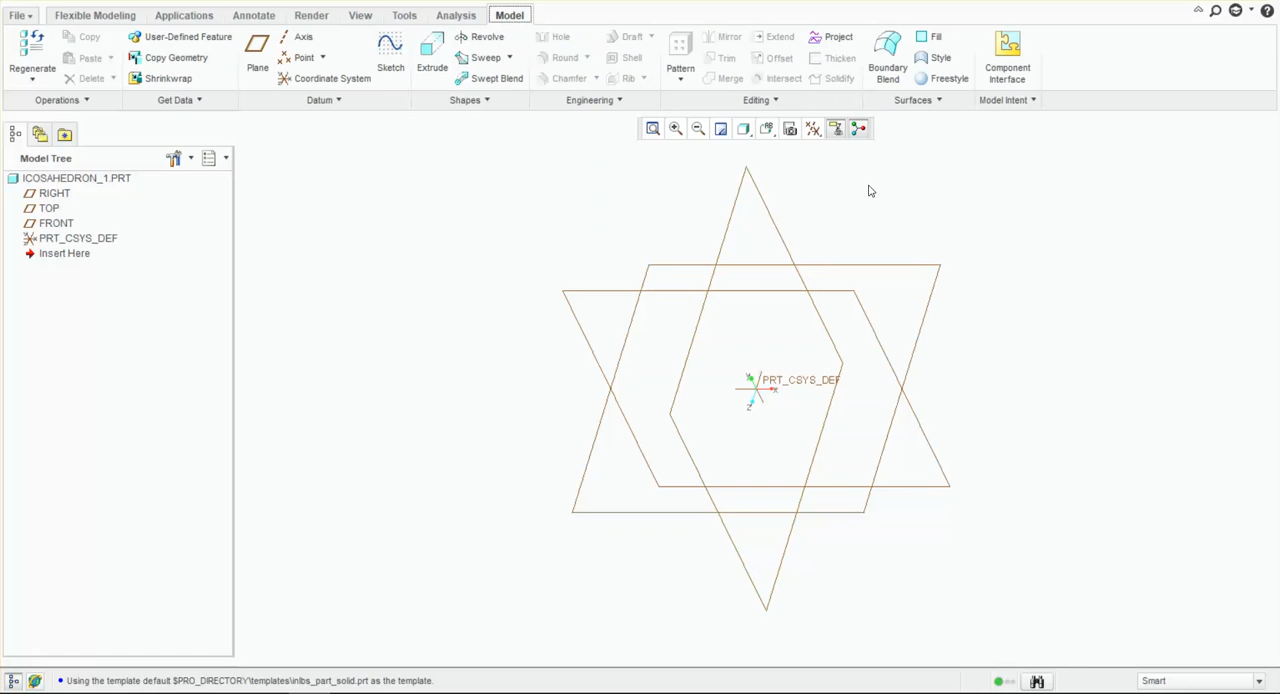 File Flexible Modeling Applications Annotate Render View Tools Analysis Model
Regenerate Copy Paste Delete
User-Defined Feature Copy Geometry Shrinkwrap
Plane Axis Point Coordinate System Sketch
Extrude Revolve Sweep Swept Blend
Hole Round Chamfer Draft Shell Rib
Pattern Mirror Trim Merge Extend Offset Intersect Project Thicken Solidify
Boundary Blend Fill Style Freestyle
Component Interface
Operations Get Data Datum Shapes Engineering Editing Surfaces Model Intent
Model Tree
ICOSAHEDRON_1.PRT
RIGHT
TOP
FRONT
PRT_CSYS_DEF
Insert Here
PRT_CSYS_DEF
X
Z
Using the template default $PRO_DIRECTORY\templates\inlbs_part_solid.prt as the template.
Smart